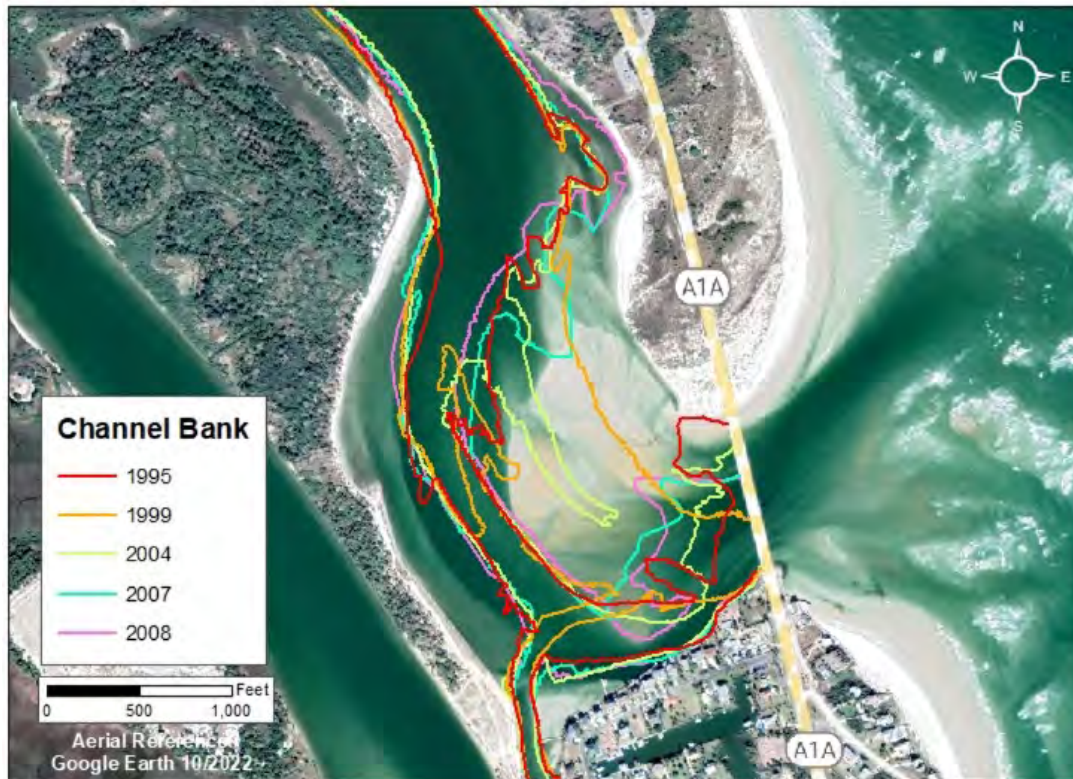 N
W E
S
A1A
Channel Bank
1995
1999
2004
2007
2008
Feet
0 500 1,000
Aerial Reference:
Google Earth 10/2022
A1A